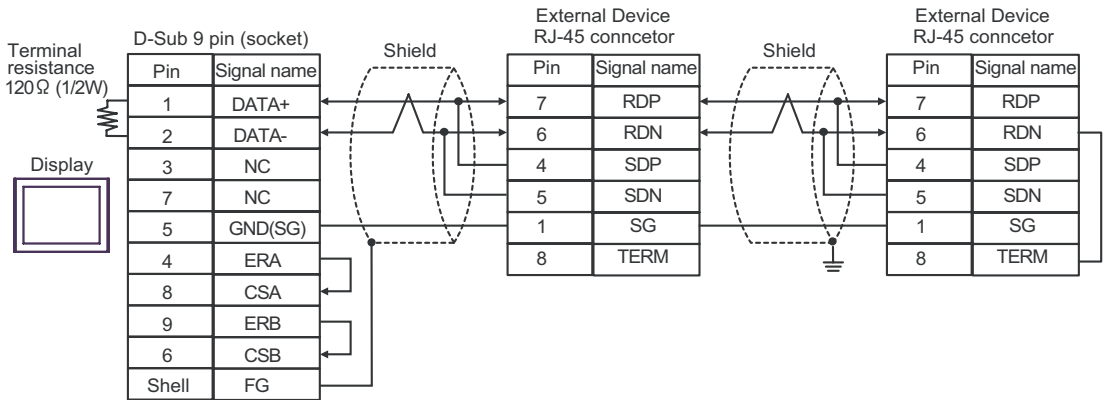 Terminal
resistance
120Ω (1/2W)
Display
D-Sub 9 pin (socket)
Pin Signal name
1 DATA+
2 DATA-
3 NC
7 NC
5 GND(SG)
4 ERA
8 CSA
9 ERB
6 CSB
Shell FG
Shield
External Device
RJ-45 conncetor
Pin Signal name
7 RDP
6 RDN
4 SDP
5 SDN
1 SG
8 TERM
Shield
External Device
RJ-45 conncetor
Pin Signal name
7 RDP
6 RDN
4 SDP
5 SDN
1 SG
8 TERM